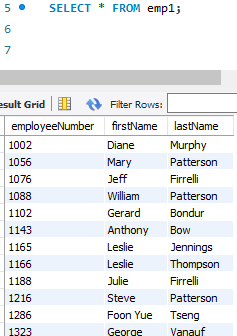 5 SELECT * FROM emp1;
6
7
esult Grid Filter Rows:
employeeNumber firstName lastName
1002 Diane Murphy
1056 Mary Patterson
1076 Jeff Firrelli
1088 William Patterson
1102 Gerard Bondur
1143 Anthony Bow
1165 Leslie Jennings
1166 Leslie Thompson
1188 Julie Firrelli
1216 Steve Patterson
1286 Foon Yue Tseng
1323 George Vanauf